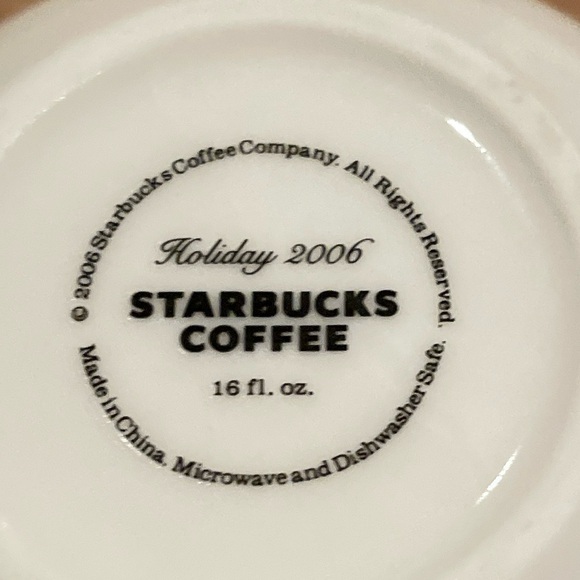 © 2006 Starbucks Coffee Company. All Rights Reserved.
Holiday 2006
STARBUCKS
COFFEE
16 fl. oz.
Made in China. Microwave and Dishwasher Safe.